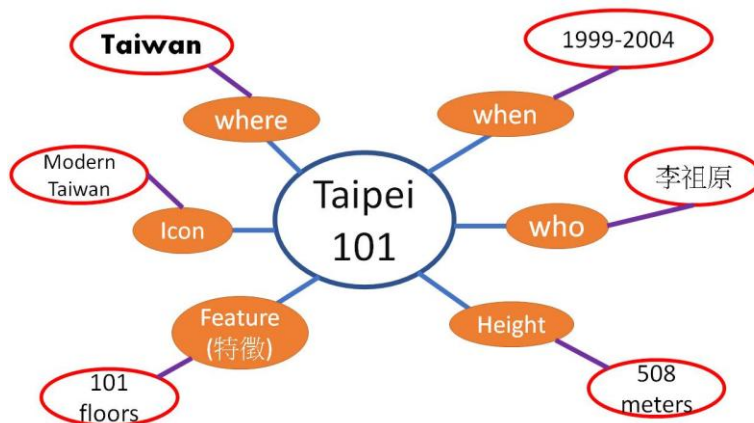 Taiwan
1999-2004
where
when
Modern
Taiwan
Icon
Taipei
101
who
李祖原
Feature
(特徵)
Height
101
floors
508
meters